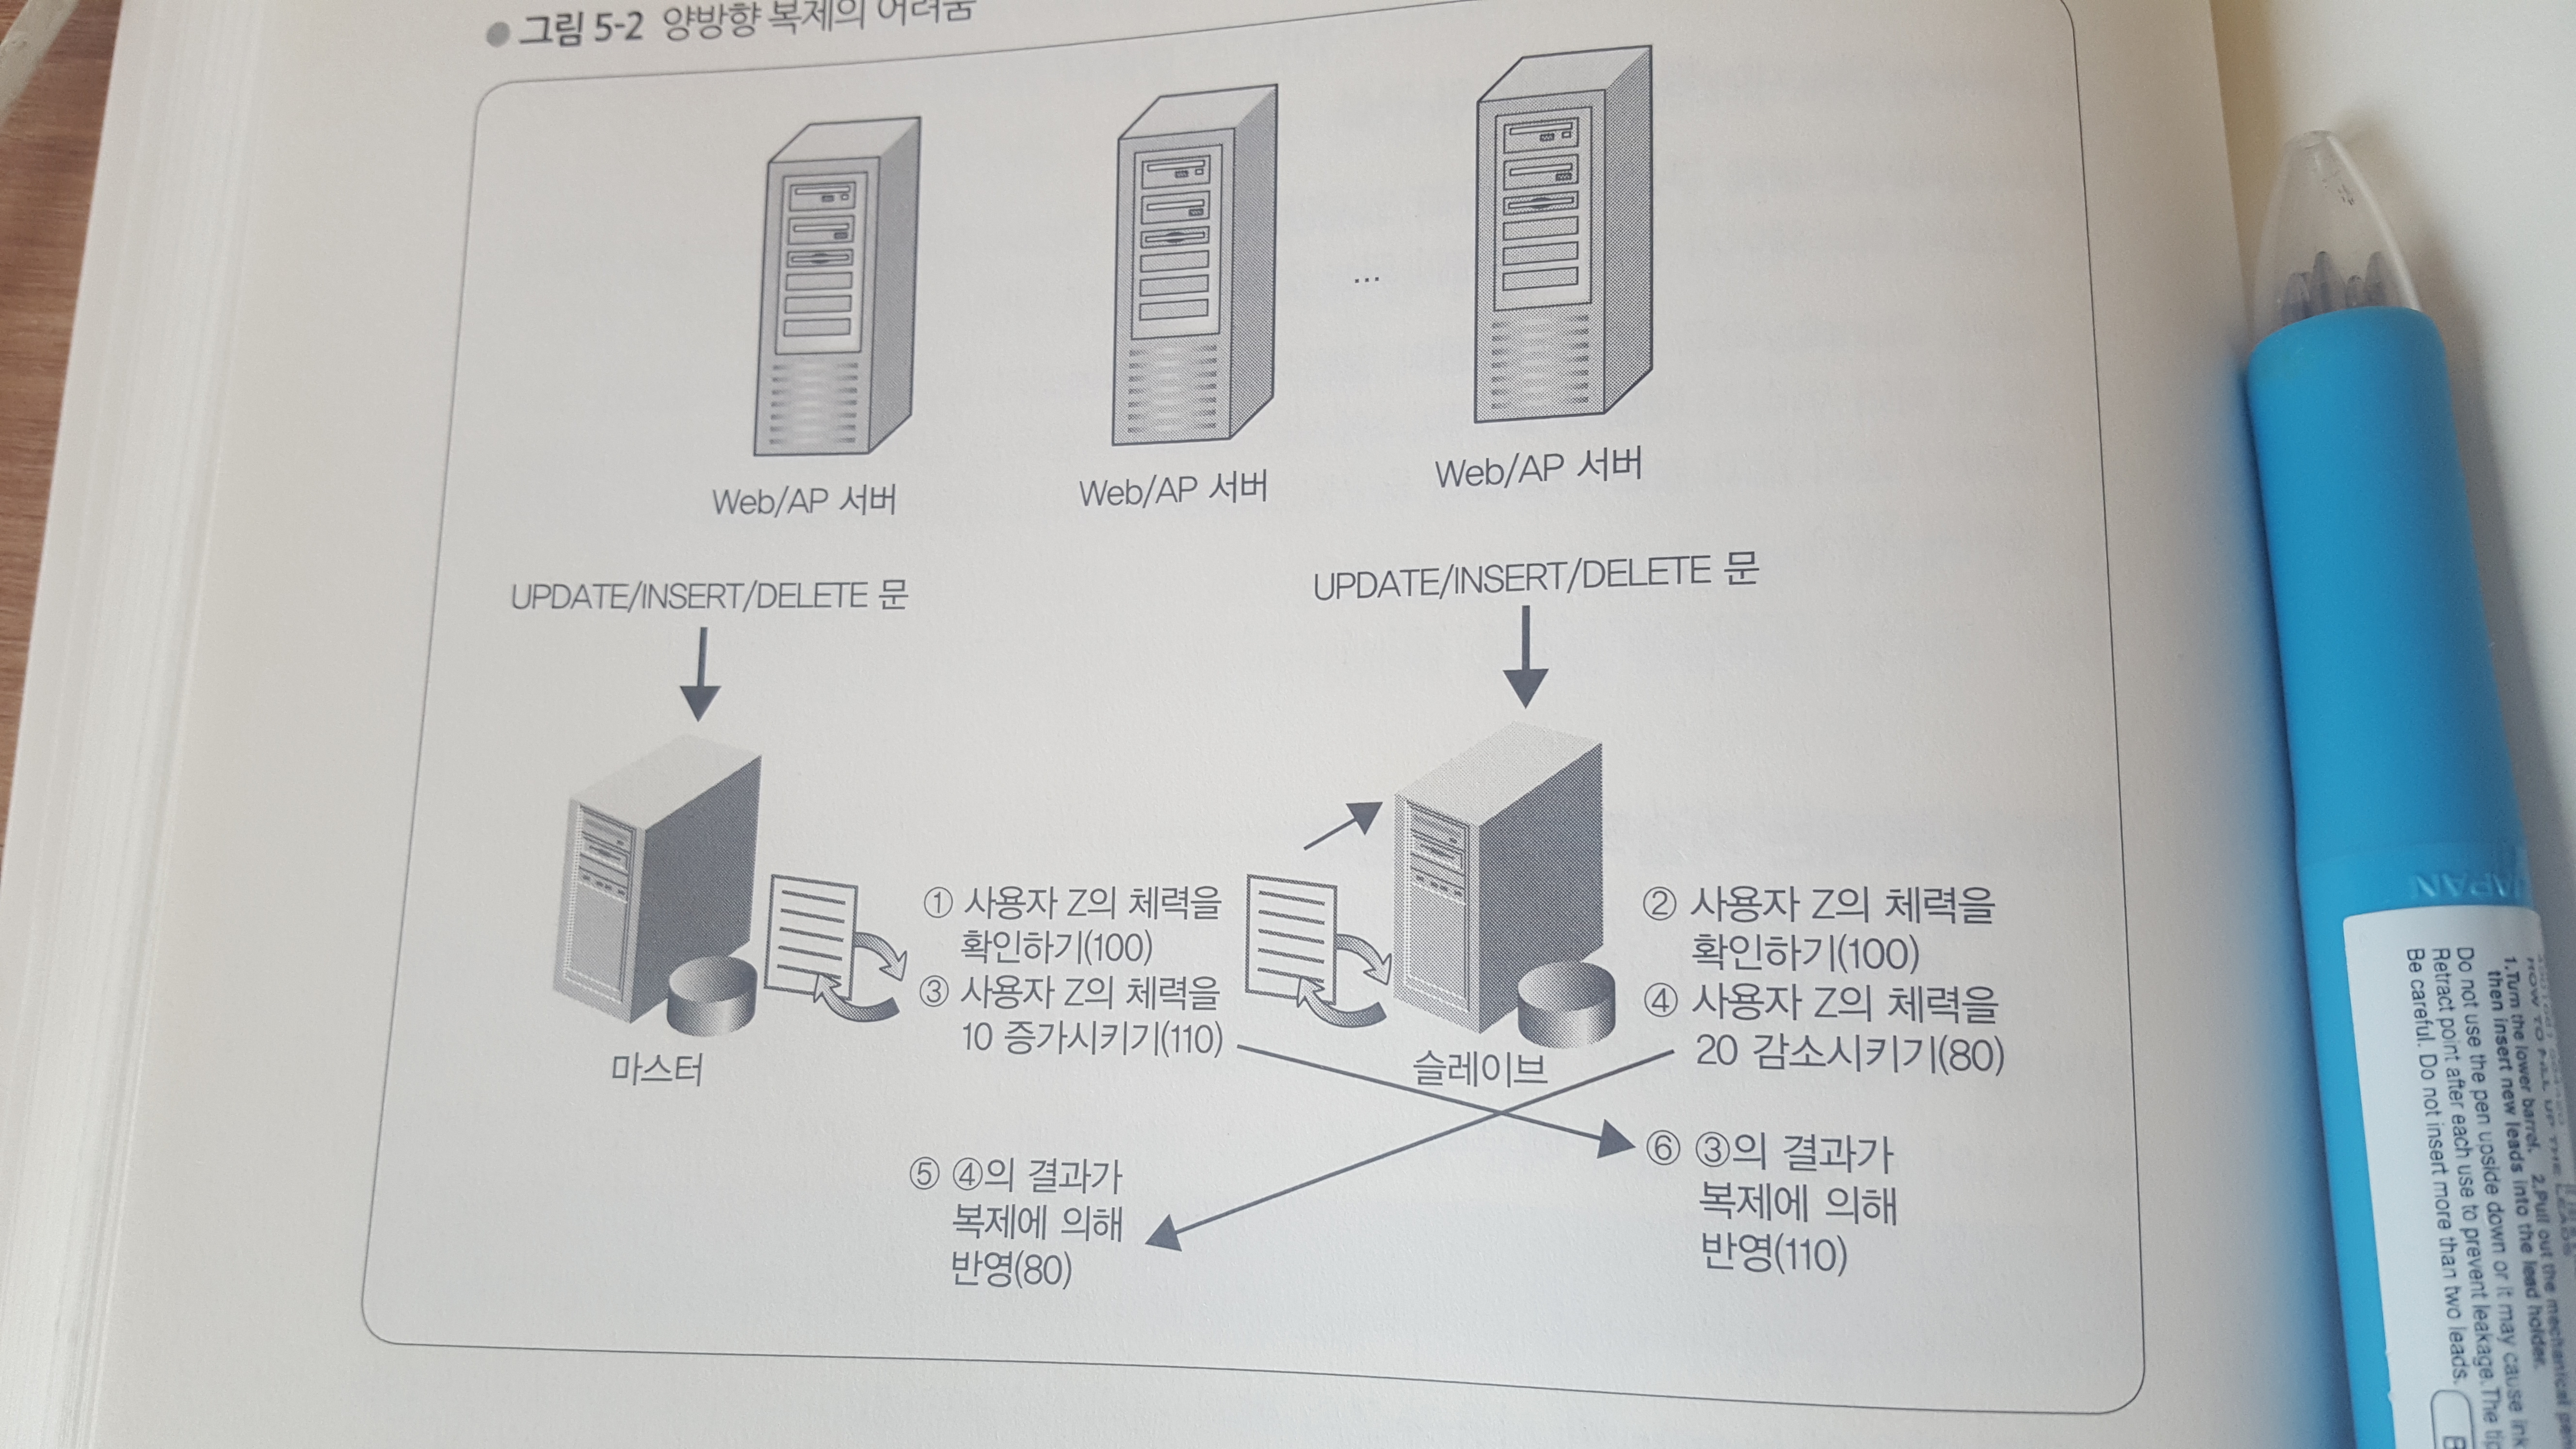 ● 그림 5-2 양방향 복제의 어려움
...
Web/AP 서버
Web/AP 서버
Web/AP 서버
UPDATE/INSERT/DELETE 문
UPDATE/INSERT/DELETE 문
① 사용자 Z의 체력을
확인하기(100)
③ 사용자 Z의 체력을
10 증가시키기(110)
마스터
② 사용자 Z의 체력을
확인하기(100)
④ 사용자 Z의 체력을
20 감소시키기(80)
슬레이브
⑤ ④의 결과가
복제에 의해
반영(80)
⑥ ③의 결과가
복제에 의해
반영(110)
JAPAN
HOW TO FILL UP THE LEADS
1.Turn the lower barrel. 2.Pull out the mechanical
then insert new leads into the lead holder.
Do not use the pen upside down or it may cause ink
Retract point after each use to prevent leakage. The
Be careful. Do not insert more than two leads.